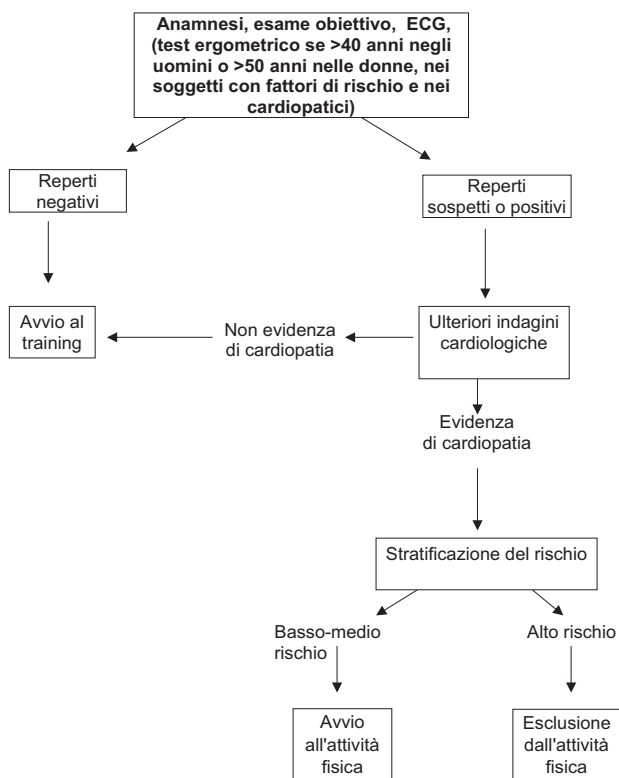 Anamnesi, esame obiettivo, ECG,
(test ergometrico se >40 anni negli
uomini o >50 anni nelle donne, nei
soggetti con fattori di rischio e nei
cardiopatici)
Reperti
negativi
Reperti
sospetti o positivi
Avvio al
training
Non evidenza
di cardiopatia
Ulteriori indagini
cardiologiche
Evidenza
di cardiopatia
Stratificazione del rischio
Basso-medio
rischio
Alto rischio
Avvio
all'attività
fisica
Esclusione
dall'attività
fisica